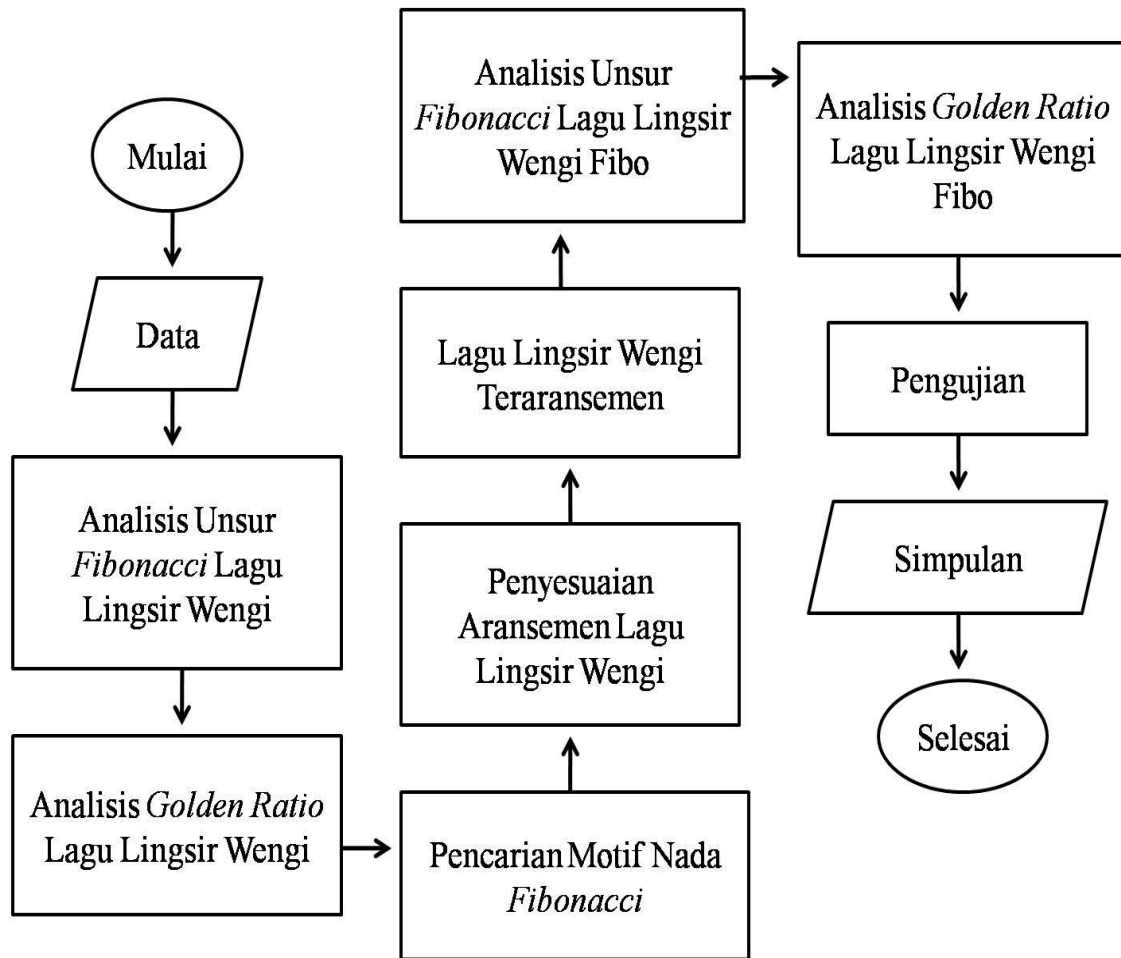 Mulai
Data
Analisis Unsur
Fibonacci Lagu
Lingsir Wengi
Analisis Golden Ratio
Lagu Lingsir Wengi
Pencarian Motif Nada
Fibonacci
Penyesuaian
Aransemen Lagu
Lingsir Wengi
Lagu Lingsir Wengi
Teraransemen
Analisis Unsur
Fibonacci Lagu Lingsir
Wengi Fibo
Analisis Golden Ratio
Lagu Lingsir Wengi
Fibo
Pengujian
Simpulan
Selesai